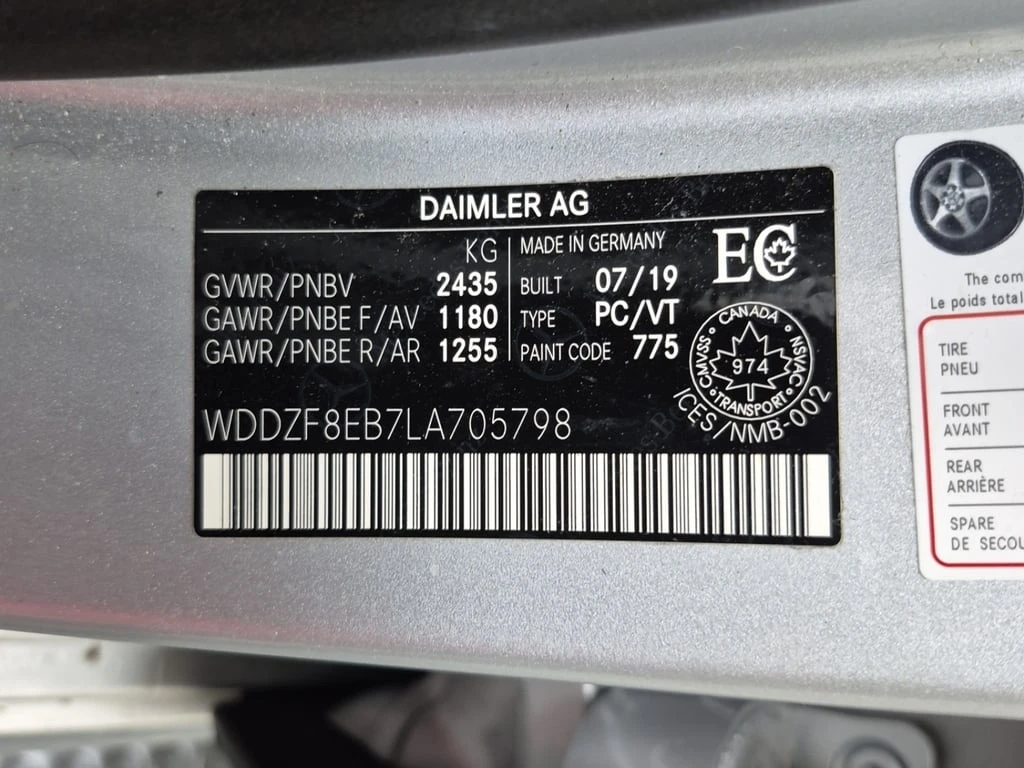 DAIMLER AG
KG
GVWR/PNBV 2435
GAWR/PNBE F/AV 1180
GAWR/PNBE R/AR 1255
MADE IN GERMANY
BUILT 07/19
TYPE PC/VT
PAINT CODE 775
EC
CANADA
CMVSS
974
NSVAC
TRANSPORT
ICES/NMB-002
WDDZF8EB7LA705798
The com
Le poids total
TIRE
PNEU
FRONT
AVANT
REAR
ARRIÈRE
SPARE
DE SECOU